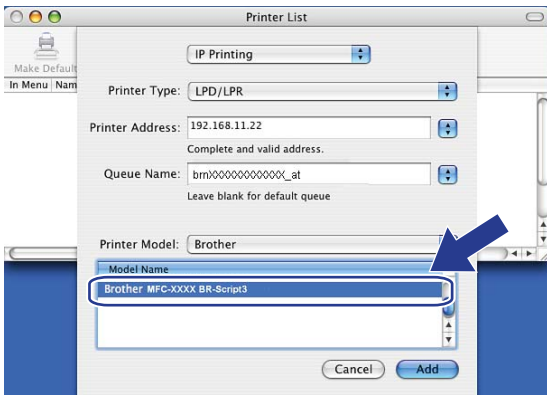 Printer List
IP Printing
Make Default
In Menu Nam
Printer Type: LPD/LPR
Printer Address: 192.168.11.22
Complete and valid address.
Queue Name: brnXXXXXXXXXXXX_at
Leave blank for default queue
Printer Model: Brother
Model Name
Brother MFC-XXXX BR-Script3
Cancel Add